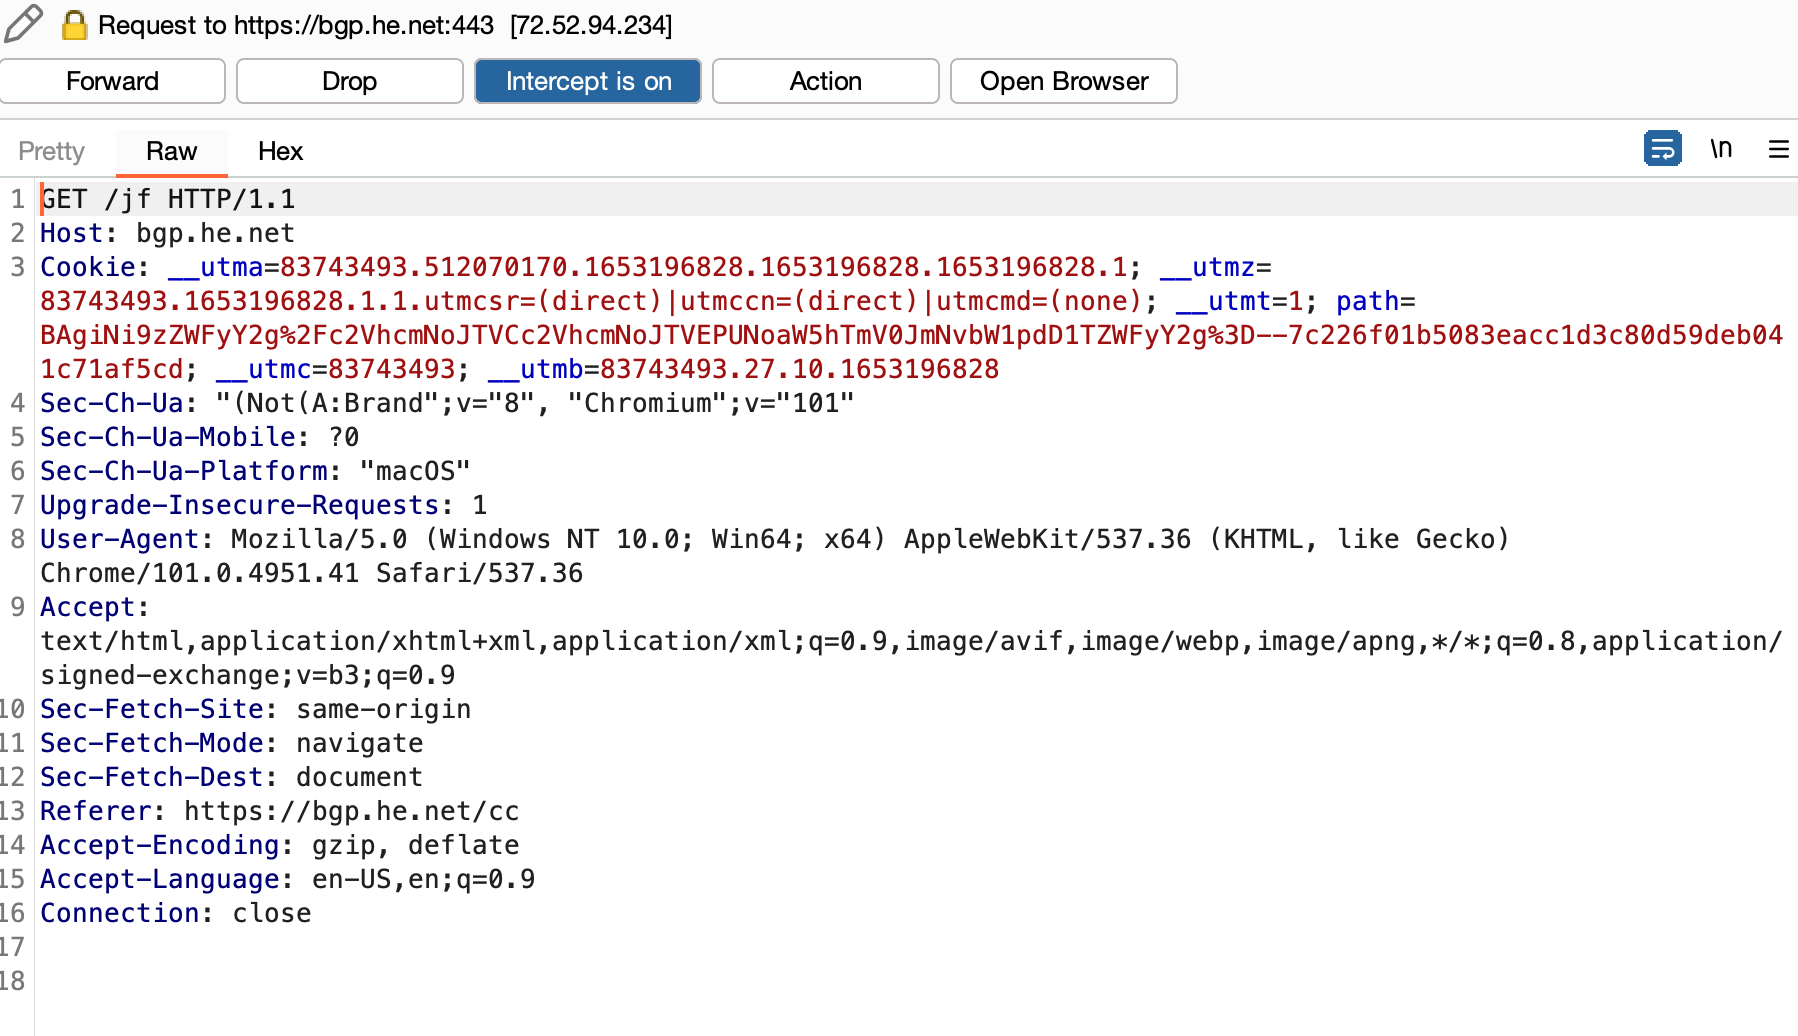 Request to https://bgp.he.net:443 [72.52.94.234]
Forward Drop Intercept is on Action Open Browser
Pretty Raw Hex \n
1 GET /jf HTTP/1.1
2 Host: bgp.he.net
3 Cookie: __utma=83743493.512070170.1653196828.1653196828.1653196828.1; __utmz=
83743493.1653196828.1.1.utmcsr=(direct)|utmccn=(direct)|utmcmd=(none); __utmt=1; path=
BAgiNi9zZWFyY2g%2Fc2VhcmNoJTVCc2VhcmNoJTVEPUNoaW5hTmV0JmNvbW1pdD1TZWFyY2g%3D--7c226f01b5083eacc1d3c80d59deb04
1c71af5cd; __utmc=83743493; __utmb=83743493.27.10.1653196828
4 Sec-Ch-Ua: "(Not(A:Brand";v="8", "Chromium";v="101"
5 Sec-Ch-Ua-Mobile: ?0
6 Sec-Ch-Ua-Platform: "macOS"
7 Upgrade-Insecure-Requests: 1
8 User-Agent: Mozilla/5.0 (Windows NT 10.0; Win64; x64) AppleWebKit/537.36 (KHTML, like Gecko)
Chrome/101.0.4951.41 Safari/537.36
9 Accept:
text/html,application/xhtml+xml,application/xml;q=0.9,image/avif,image/webp,image/apng,*/*;q=0.8,application/
signed-exchange;v=b3;q=0.9
10 Sec-Fetch-Site: same-origin
11 Sec-Fetch-Mode: navigate
12 Sec-Fetch-Dest: document
13 Referer: https://bgp.he.net/cc
14 Accept-Encoding: gzip, deflate
15 Accept-Language: en-US,en;q=0.9
16 Connection: close
17
18